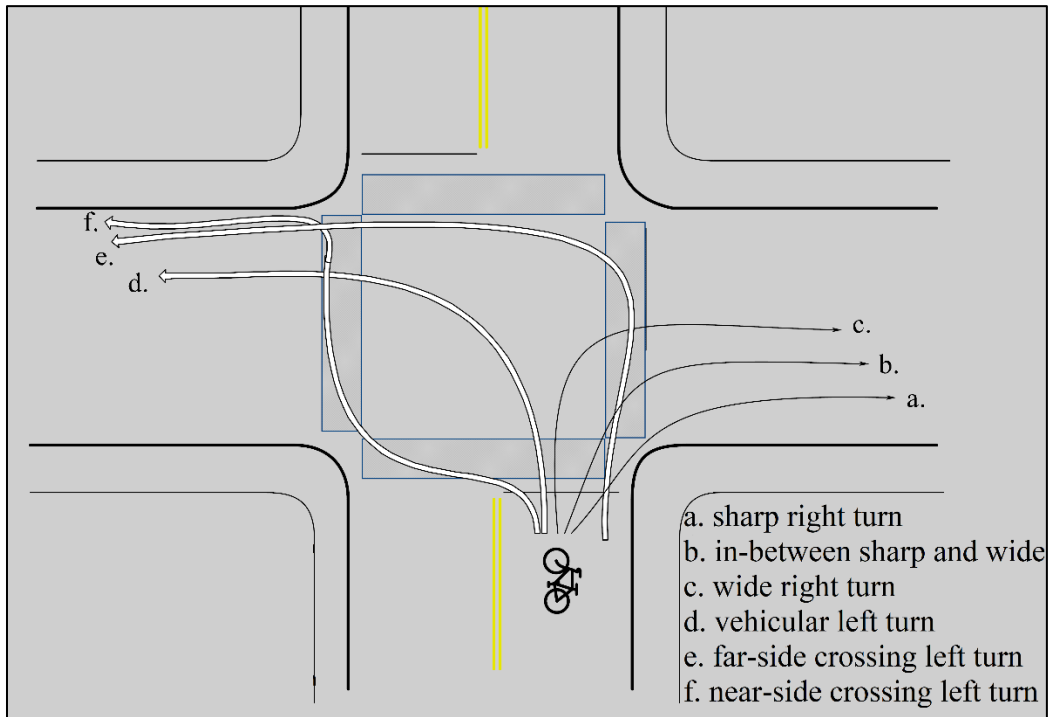 f.
e.
d.
c.
b.
a.
a. sharp right turn
b. in-between sharp and wide
c. wide right turn
d. vehicular left turn
e. far-side crossing left turn
f. near-side crossing left turn